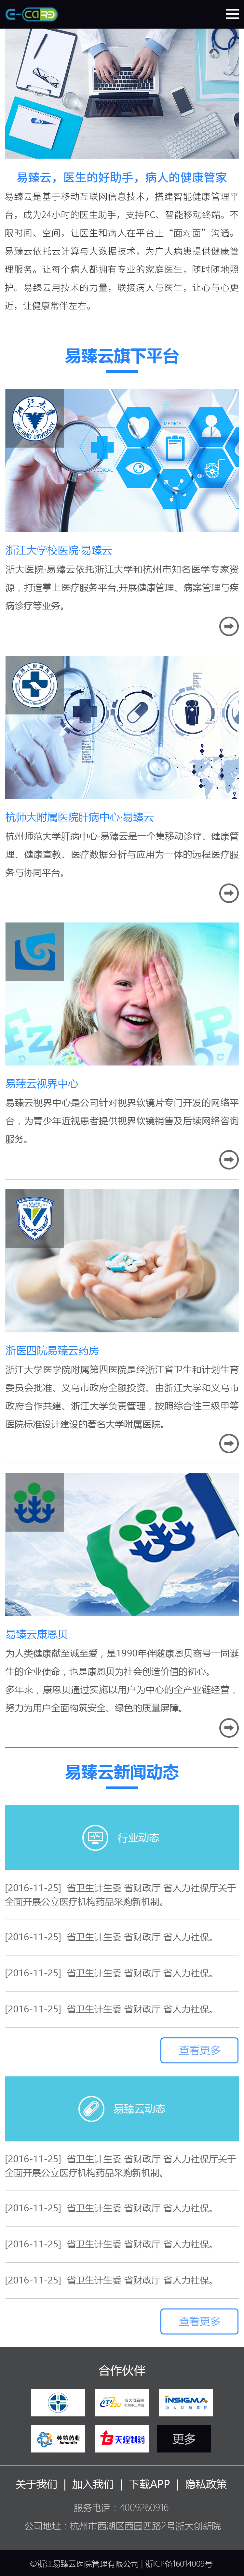 E-CARD
易臻云，医生的好助手，病人的健康管家
易臻云是基于移动互联网信息技术，搭建智能健康管理平
台，成为24小时的医生助手，支持PC、智能移动终端。不
限时间、空间，让医生和病人在平台上“面对面”沟通。
易臻云依托云计算与大数据技术，为广大病患提供健康管
理服务。让每个病人都拥有专业的家庭医生，随时随地照
护。易臻云用技术的力量，联接病人与医生，让心与心更
近，让健康常伴左右。
易臻云旗下平台
MEDICAL
浙江大学校医院·易臻云
浙大医院·易臻云依托浙江大学和杭州市知名医学专家资
源，打造掌上医疗服务平台,开展健康管理、病案管理与疾
病诊疗等业务。
杭师大附属医院肝病中心·易臻云
杭州师范大学肝病中心·易臻云是一个集移动诊疗、健康管
理、健康宣教、医疗数据分析与应用为一体的远程医疗服
务与协同平台。
易臻云视界中心
易臻云视界中心是公司针对视界软镜片专门开发的网络平
台，为青少年近视患者提供视界软镜销售及后续网络咨询
服务。
浙医四院易臻云药房
浙江大学医学院附属第四医院是经浙江省卫生和计划生育
委员会批准、义乌市政府全额投资、由浙江大学和义乌市
政府合作共建、浙江大学负责管理，按照综合性三级甲等
医院标准设计建设的著名大学附属医院。
易臻云康恩贝
为人类健康献至诚至爱，是1990年伴随康恩贝商号一同诞
生的企业使命，也是康恩贝为社会创造价值的初心。
多年来，康恩贝通过实施以用户为中心的全产业链经营，
努力为用户全面构筑安全、绿色的质量屏障。
易臻云新闻动态
行业动态
[2016-11-25] 省卫生计生委 省财政厅 省人力社保厅关于
全面开展公立医疗机构药品采购新机制。
[2016-11-25] 省卫生计生委 省财政厅 省人力社保。
[2016-11-25] 省卫生计生委 省财政厅 省人力社保。
[2016-11-25] 省卫生计生委 省财政厅 省人力社保。
查看更多
易臻云动态
[2016-11-25] 省卫生计生委 省财政厅 省人力社保厅关于
全面开展公立医疗机构药品采购新机制。
[2016-11-25] 省卫生计生委 省财政厅 省人力社保。
[2016-11-25] 省卫生计生委 省财政厅 省人力社保。
[2016-11-25] 省卫生计生委 省财政厅 省人力社保。
查看更多
合作伙伴
INSIGMA
英特药业
天煌制药
更多
关于我们 | 加入我们 | 下载APP | 隐私政策
服务电话：4009260916
公司地址：杭州市西湖区西园四路2号浙大创新院
©浙江易臻云医院管理有限公司 | 浙ICP备16014009号